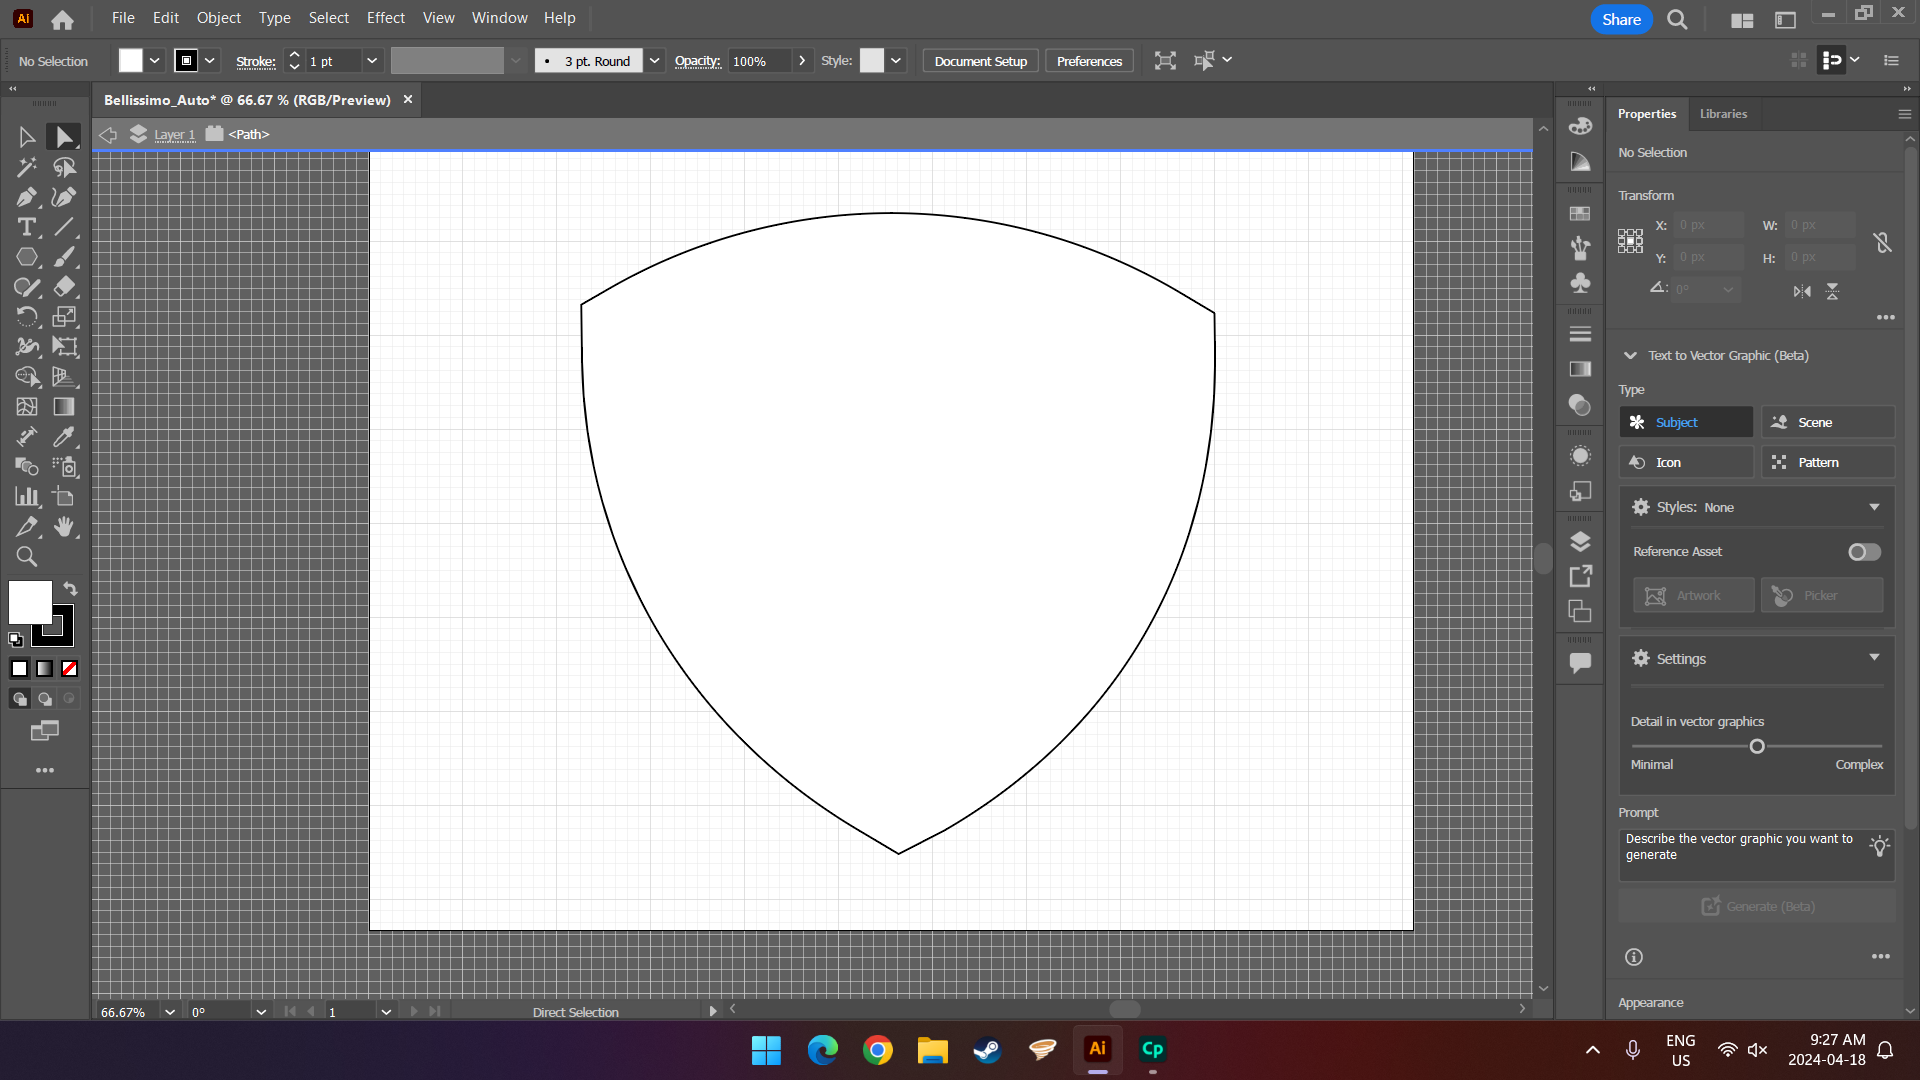 Ai File Edit Object Type Select Effect View Window Help Share
No Selection Stroke: 1 pt 3 pt. Round Opacity: 100% Style: Document Setup Preferences
Bellissimo_Auto* @ 66.67 % (RGB/Preview)
Layer 1 <Path>
Properties Libraries
No Selection
Transform
X: 0 px W: 0 px
Y: 0 px H: 0 px
0°
Text to Vector Graphic (Beta)
Type
Subject Scene
Icon Pattern
Styles: None
Reference Asset
Artwork Picker
Settings
Detail in vector graphics
Minimal Complex
Prompt
Describe the vector graphic you want to
generate
Generate (Beta)
Appearance
66.67% 0° 1 Direct Selection
Ai Cp
ENG
US
9:27 AM
2024-04-18